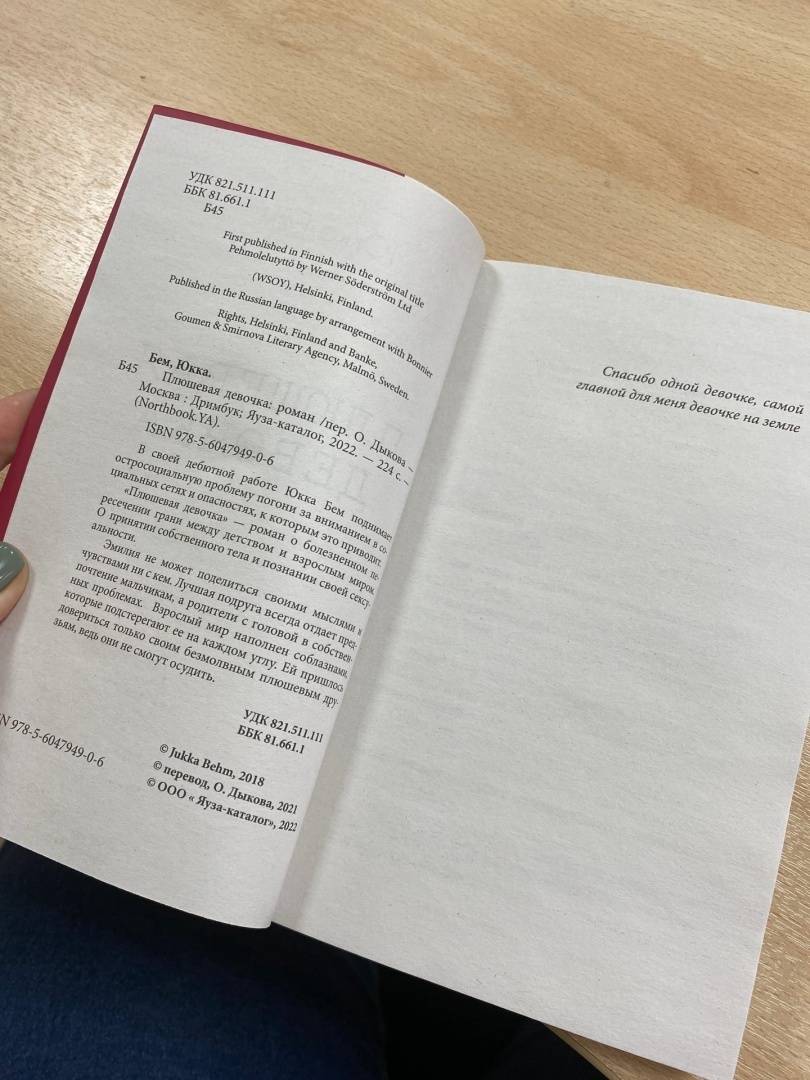 УДК 821.511.111
ББК 81.661.1
Б45
First published in Finnish with the original title
Pehmolelutyttö by Werner Söderström Ltd
(WSOY), Helsinki, Finland.
Published in the Russian language by arrangement with Bonnier
Rights, Helsinki, Finland and Banke,
Goumen & Smirnova Literary Agency, Malmö, Sweden.
Бем, Юкка.
Б45 Плюшевая девочка: роман /пер. О. Дыкова –
Москва : Дримбук; Яуза-каталог, 2022. — 224 с. –
(Northbook.YA).
ISBN 978-5-6047949-0-6
В своей дебютной работе Юкка Бем поднимает
остросоциальную проблему погони за вниманием в со-
циальных сетях и опасностях, к которым это приводит.
«Плюшевая девочка» — роман о болезненном пе-
ресечении грани между детством и взрослым миром.
О принятии собственного тела и познании своей сексу-
альности.
Эмилия не может поделиться своими мыслями и
чувствами ни с кем. Лучшая подруга всегда отдает пред-
почтение мальчикам, а родители с головой в собствен-
ных проблемах. Взрослый мир наполнен соблазнами,
которые подстерегают ее на каждом углу. Ей пришлось
довериться только своим безмолвным плюшевым дру-
зьям, ведь они не смогут осудить.
УДК 821.511.111
ББК 81.661.1
N 978-5-6047949-0-6
© Jukka Behm, 2018
© перевод, О. Дыкова, 2021
© ООО « Яуза-каталог», 2022
Спасибо одной девочке, самой
главной для меня девочке на земле